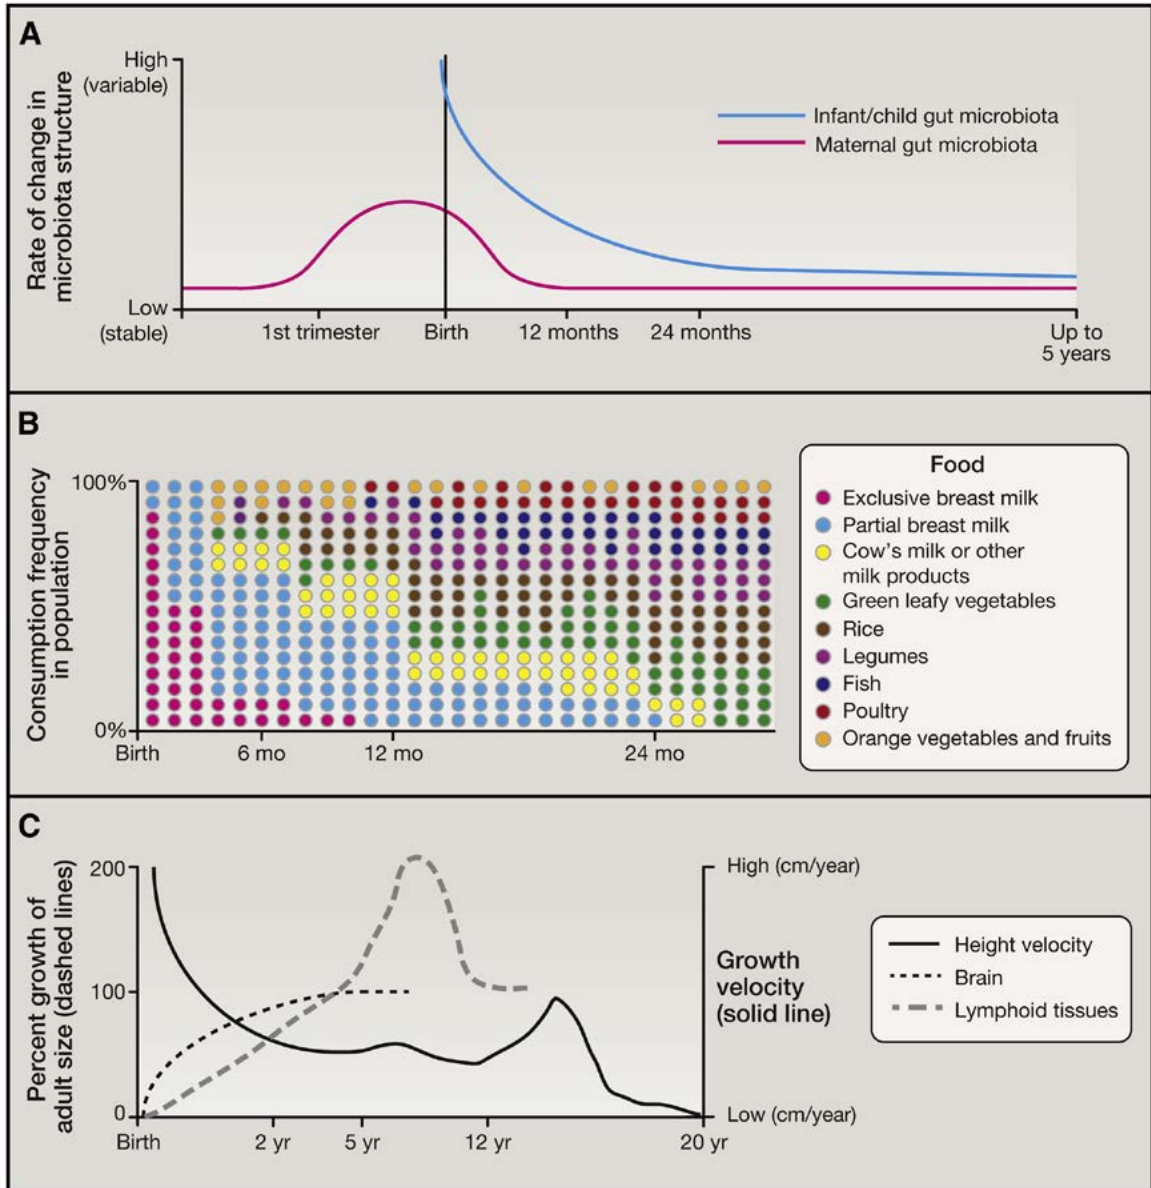 A
Rate of change in
microbiota structure
High
(variable)
Low
(stable)
Infant/child gut microbiota
Maternal gut microbiota
1st trimester
Birth
12 months
24 months
Up to
5 years
B
Consumption frequency
in population
100%
0%
Birth
6 mo
12 mo
24 mo
Food
Exclusive breast milk
Partial breast milk
Cow's milk or other
milk products
Green leafy vegetables
Rice
Legumes
Fish
Poultry
Orange vegetables and fruits
C
Percent growth of
adult size (dashed lines)
200
100
0
Birth
2 yr
5 yr
12 yr
20 yr
High (cm/year)
Growth
velocity
(solid line)
Low (cm/year)
Height velocity
Brain
Lymphoid tissues